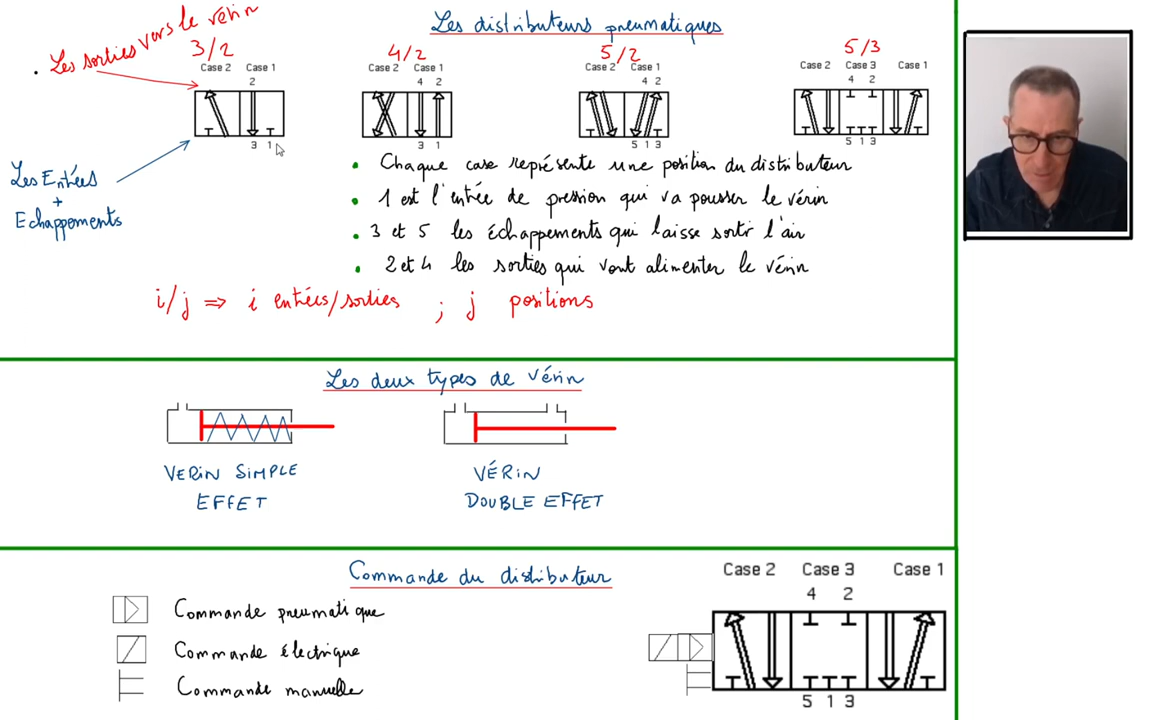 Les distributeurs pneumatiques
Les sorties vers le vérin
3/2
Case 2 Case 1
2
3 1
4/2
Case 2 Case 1
4 2
3 1
5/2
Case 2 Case 1
4 2
5 1 3
5/3
Case 2 Case 3 Case 1
4 2
5 1 3
Les Entrées
+
Echappements
• Chaque case représente une position du distributeur
• 1 est l'entrée de pression qui va pousser le vérin
• 3 et 5 les échappements qui laisse sortir l'air
• 2 et 4 les sorties qui vont alimenter le vérin
i/j ⇒ i entrées/sorties ; j positions
Les deux types de vérin
VERIN SIMPLE
EFFET
VÉRIN
DOUBLE EFFET
Commande du distributeur
Commande pneumatique
Commande électrique
Commande manuelle
Case 2 Case 3 Case 1
4 2
5 1 3